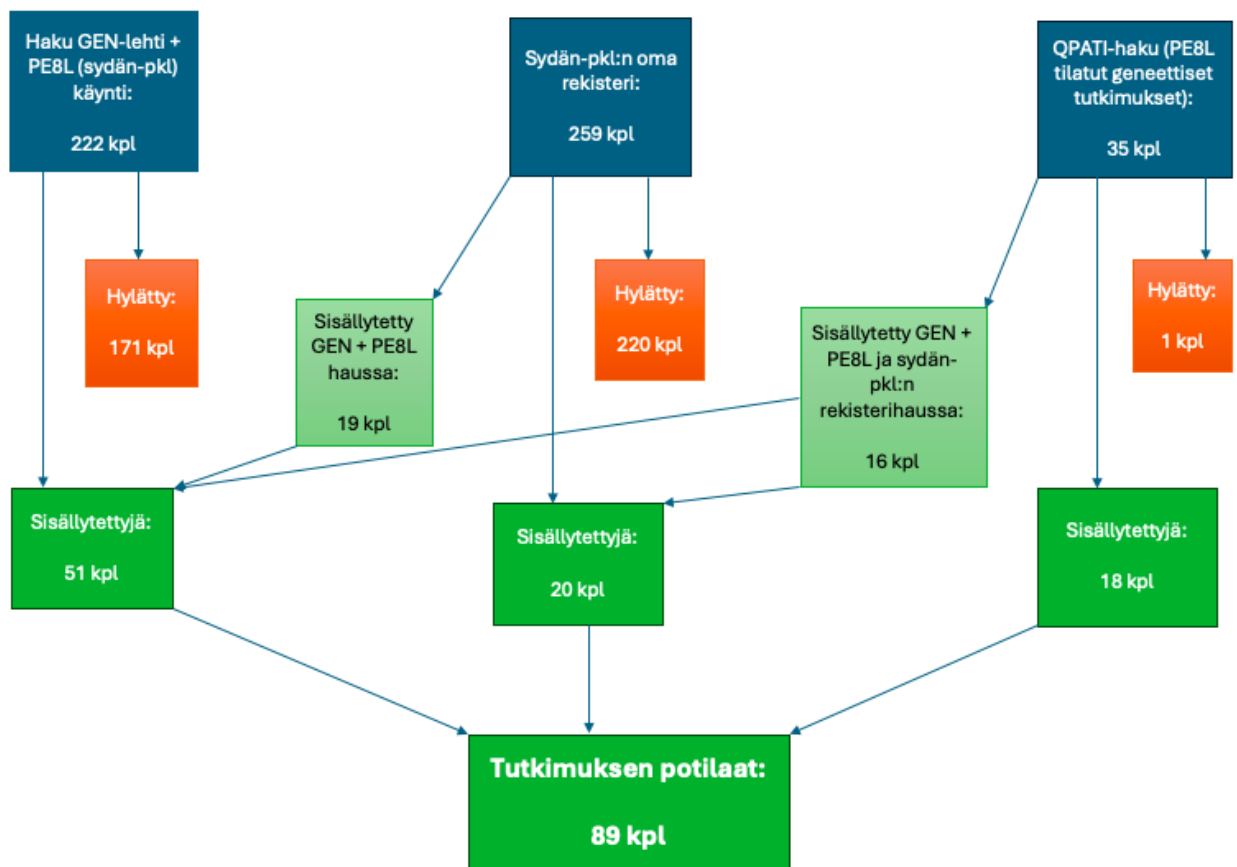 Haku GEN-lehti +
PE8L (sydän-pkl)
käynti:
222 kpl
Sydän-pkl:n oma
rekisteri:
259 kpl
QPATI-haku (PE8L
tilatut geneettiset
tutkimukset):
35 kpl
Hylätty:
171 kpl
Sisällytetty
GEN + PE8L
haussa:
19 kpl
Hylätty:
220 kpl
Sisällytetty GEN +
PE8L ja sydän-
pkl:n
rekisterihaussa:
16 kpl
Hylätty:
1 kpl
Sisällytettyjä:
51 kpl
Sisällytettyjä:
20 kpl
Sisällytettyjä:
18 kpl
Tutkimuksen potilaat:
89 kpl